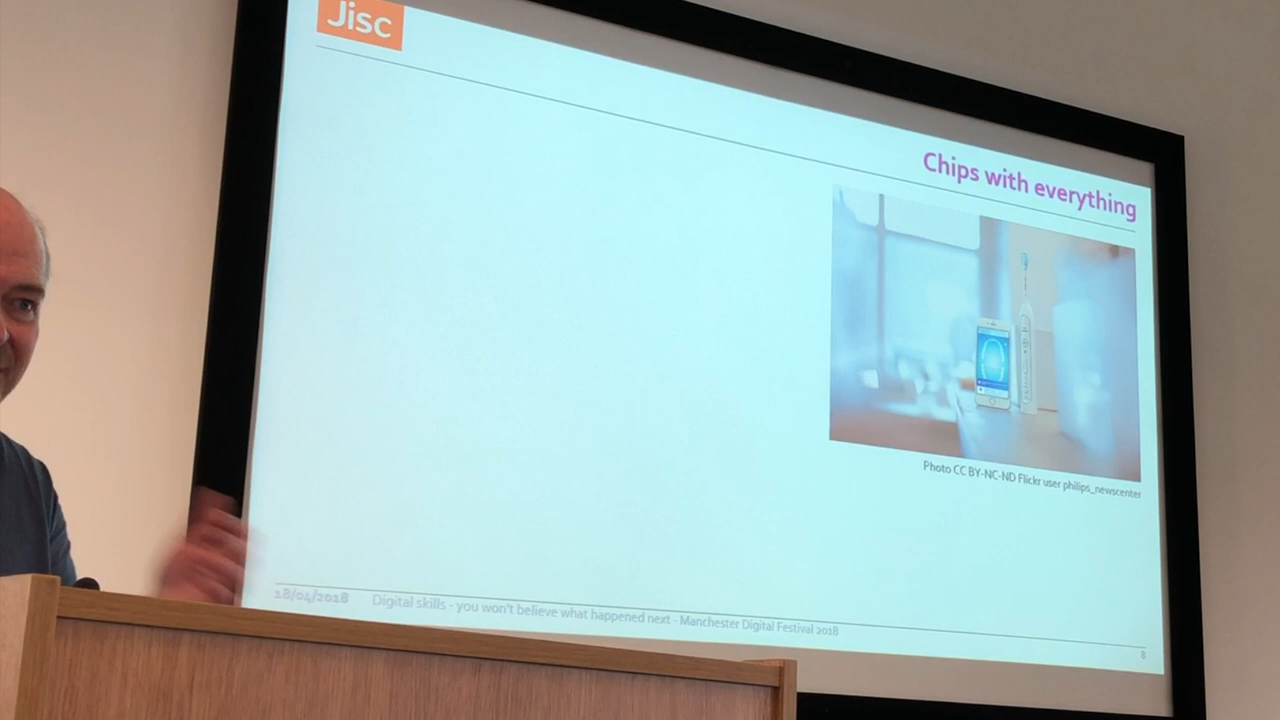 Jisc
Chips with everything
Photo CC BY-NC-ND Flickr user philips_newscenter
18/04/2018 Digital skills - you won't believe what happened next - Manchester Digital Festival 2018
8